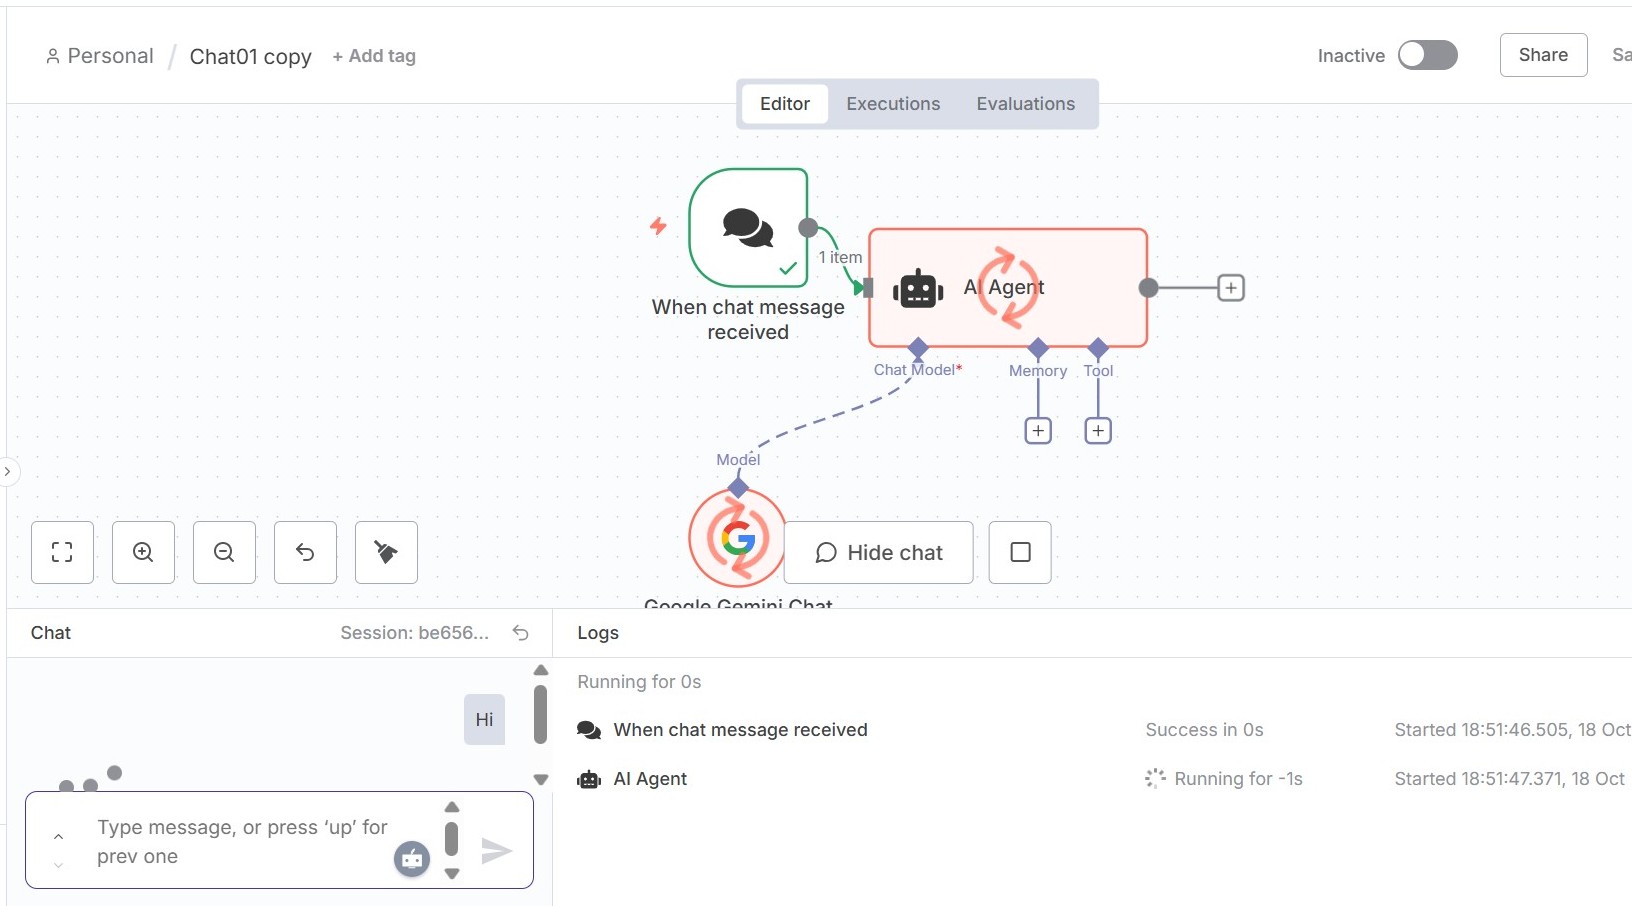 Personal / Chat01 copy + Add tag
Inactive
Share
Editor Executions Evaluations
1 item
When chat message
received
AI Agent
Chat Model*
Memory
Tool
Model
Hide chat
Google Gemini Chat
Chat
Session: be656...
Logs
Hi
Type message, or press ‘up’ for
prev one
Running for 0s
When chat message received Success in 0s Started 18:51:46.505, 18 Oct
AI Agent Running for -1s Started 18:51:47.371, 18 Oct